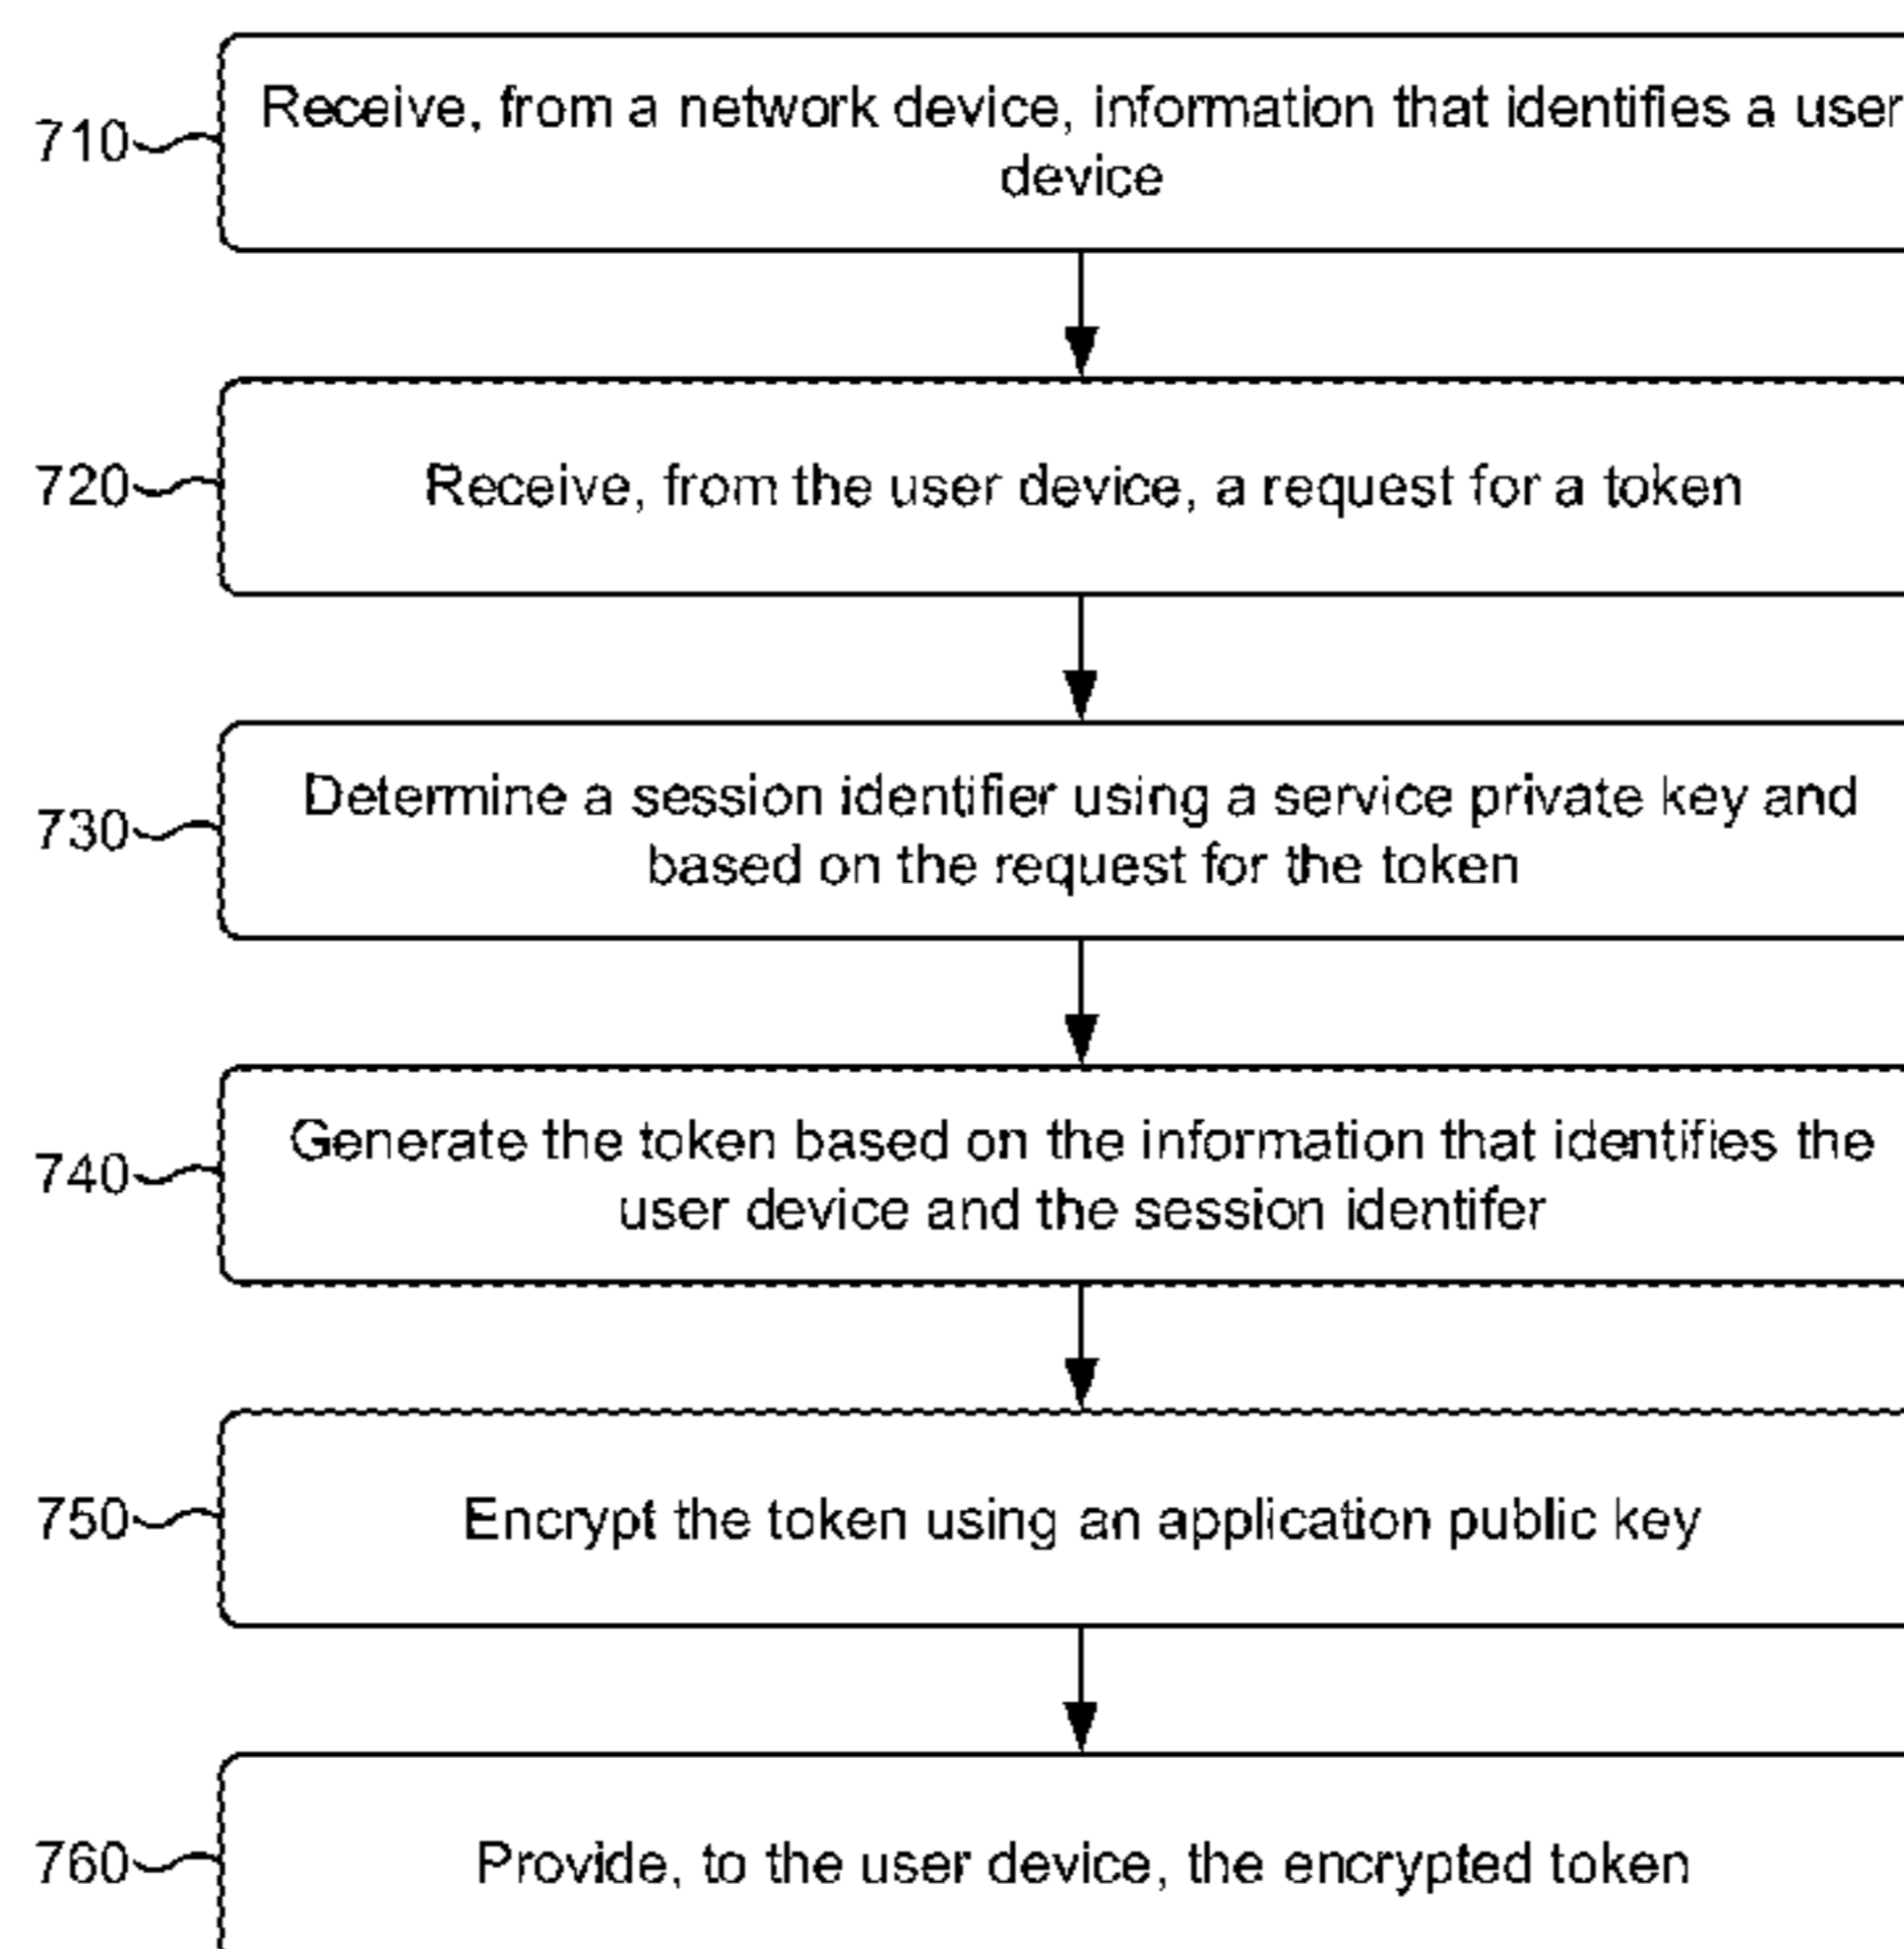 710
Receive, from a network device, information that identifies a user
device
720
Receive, from the user device, a request for a token
730
Determine a session identifier using a service private key and
based on the request for the token
740
Generate the token based on the information that identifies the
user device and the session identifer
750
Encrypt the token using an application public key
760
Provide, to the user device, the encrypted token